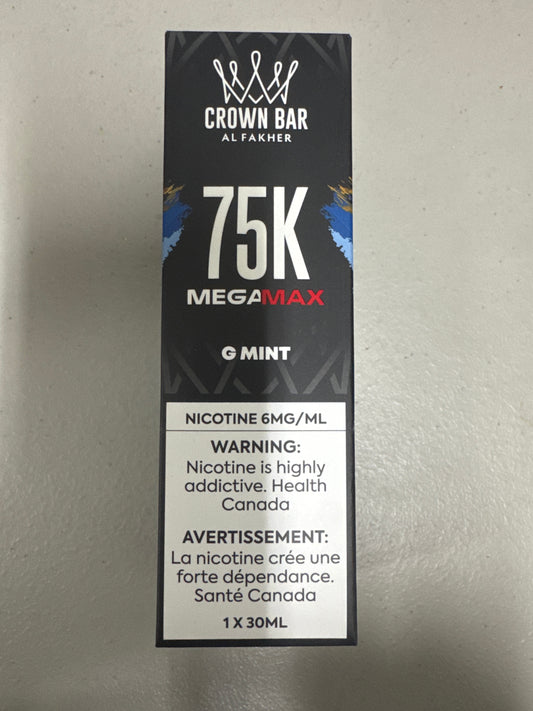 CROWN BAR
AL FAKHER
75K
MEGAMAX
G MINT
NICOTINE 6MG/ML
WARNING:
Nicotine is highly
addictive. Health
Canada
AVERTISSEMENT:
La nicotine crée une
forte dépendance.
Santé Canada
1 X 30ML